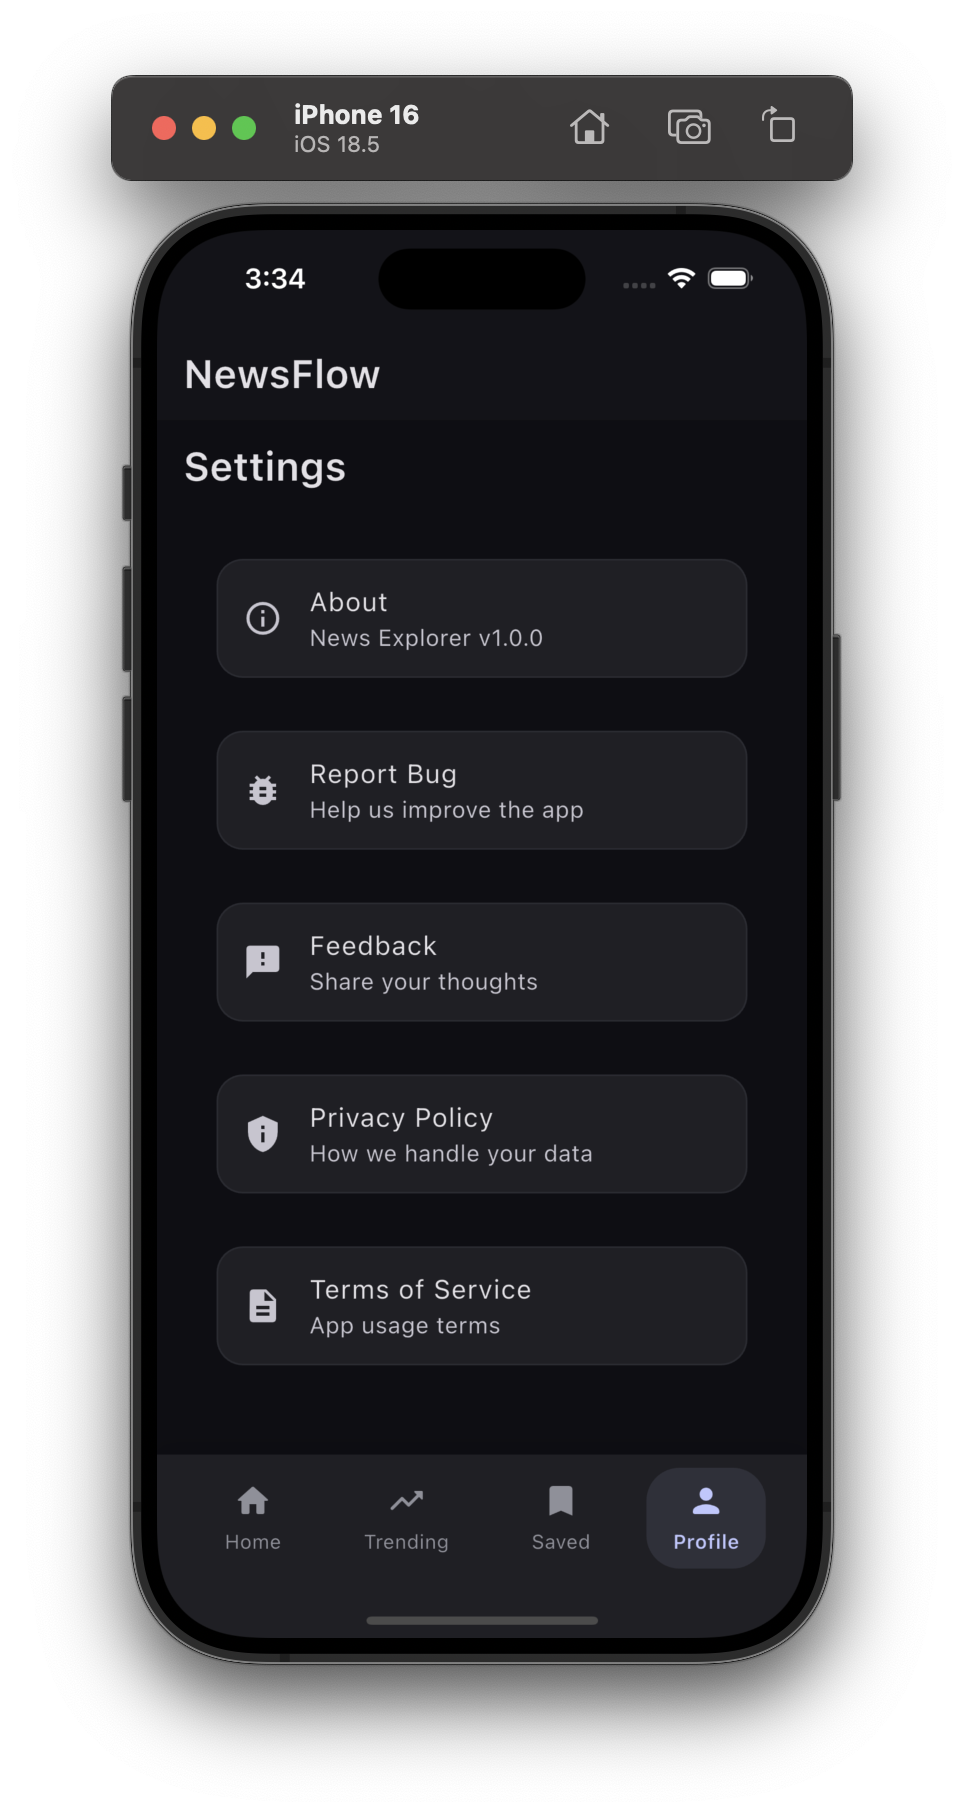 iPhone 16
iOS 18.5
3:34
NewsFlow
Settings
About
News Explorer v1.0.0
Report Bug
Help us improve the app
Feedback
Share your thoughts
Privacy Policy
How we handle your data
Terms of Service
App usage terms
Home
Trending
Saved
Profile